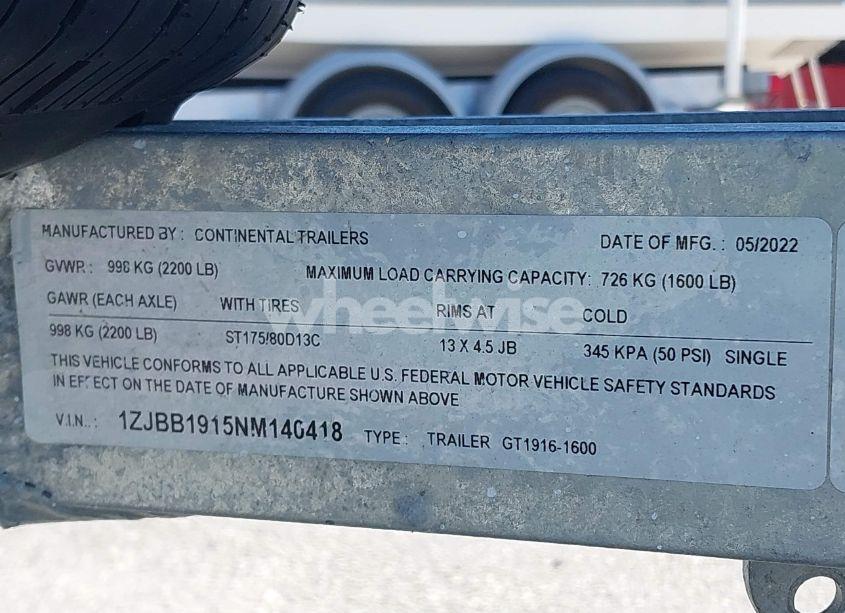 MANUFACTURED BY : CONTINENTAL TRAILERS DATE OF MFG. : 05/2022
GVWR : 998 KG (2200 LB) MAXIMUM LOAD CARRYING CAPACITY: 726 KG (1600 LB)
GAWR (EACH AXLE) WITH TIRES RIMS AT COLD
wheelwise
998 KG (2200 LB) ST175/80D13C 13 X 4.5 JB 345 KPA (50 PSI) SINGLE
THIS VEHICLE CONFORMS TO ALL APPLICABLE U.S. FEDERAL MOTOR VEHICLE SAFETY STANDARDS
IN EFFECT ON THE DATE OF MANUFACTURE SHOWN ABOVE
V.I.N.. : 1ZJBB1915NM140418 TYPE : TRAILER GT1916-1600